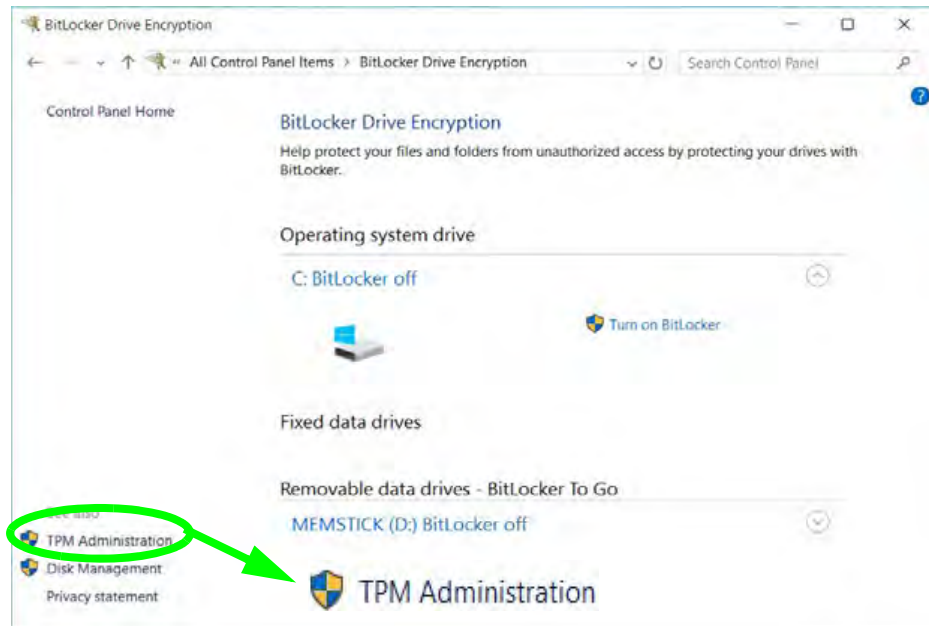 BitLocker Drive Encryption
« All Control Panel Items > BitLocker Drive Encryption
Search Control Panel
?
Control Panel Home
BitLocker Drive Encryption
Help protect your files and folders from unauthorized access by protecting your drives with
BitLocker.
Operating system drive
C: BitLocker off
Turn on BitLocker
Fixed data drives
Removable data drives - BitLocker To Go
MEMSTICK (D:) BitLocker off
See also
TPM Administration
Disk Management
Privacy statement
TPM Administration